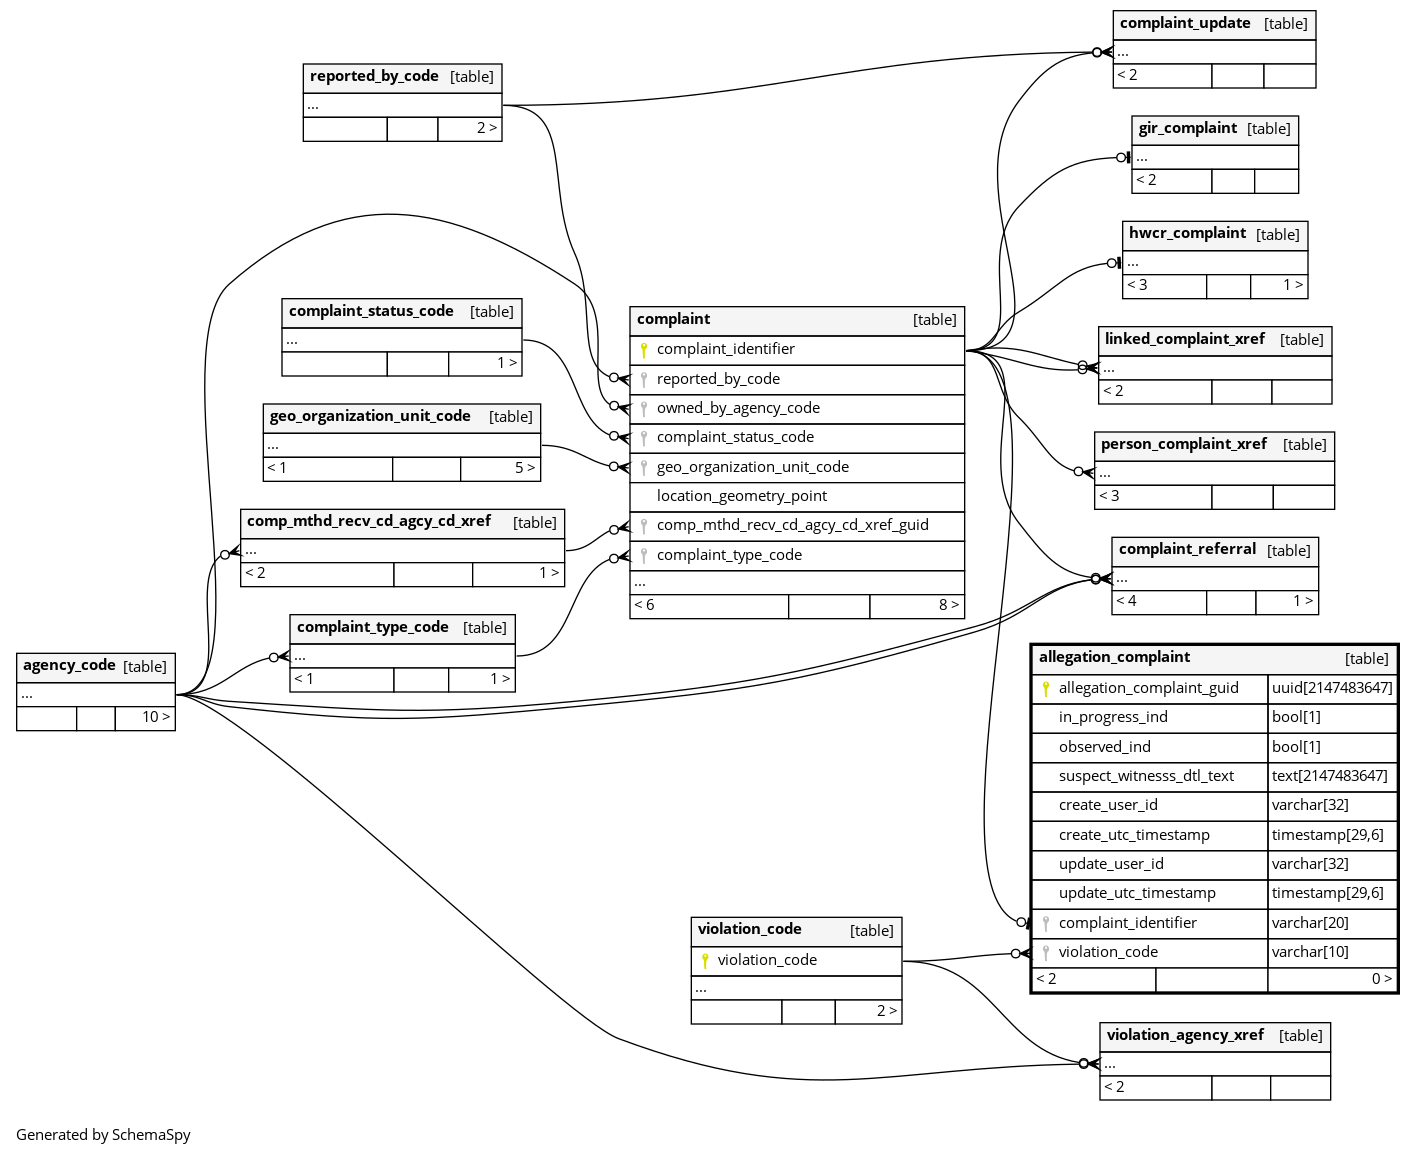 complaint_update [table]
...
< 2
reported_by_code [table]
...
2 >
gir_complaint [table]
...
< 2
hwcr_complaint [table]
...
< 3 1 >
complaint_status_code [table]
...
1 >
complaint [table]
complaint_identifier
reported_by_code
owned_by_agency_code
complaint_status_code
geo_organization_unit_code
location_geometry_point
comp_mthd_recv_cd_agcy_cd_xref_guid
complaint_type_code
...
< 6 8 >
linked_complaint_xref [table]
...
< 2
geo_organization_unit_code [table]
...
< 1 5 >
person_complaint_xref [table]
...
< 3
comp_mthd_recv_cd_agcy_cd_xref [table]
...
< 2 1 >
complaint_referral [table]
...
< 4 1 >
complaint_type_code [table]
...
< 1 1 >
agency_code [table]
...
10 >
allegation_complaint [table]
allegation_complaint_guid uuid[2147483647]
in_progress_ind bool[1]
observed_ind bool[1]
suspect_witnesss_dtl_text text[2147483647]
create_user_id varchar[32]
create_utc_timestamp timestamp[29,6]
update_user_id varchar[32]
update_utc_timestamp timestamp[29,6]
complaint_identifier varchar[20]
violation_code varchar[10]
< 2 0 >
violation_code [table]
violation_code
...
2 >
violation_agency_xref [table]
...
< 2
Generated by SchemaSpy